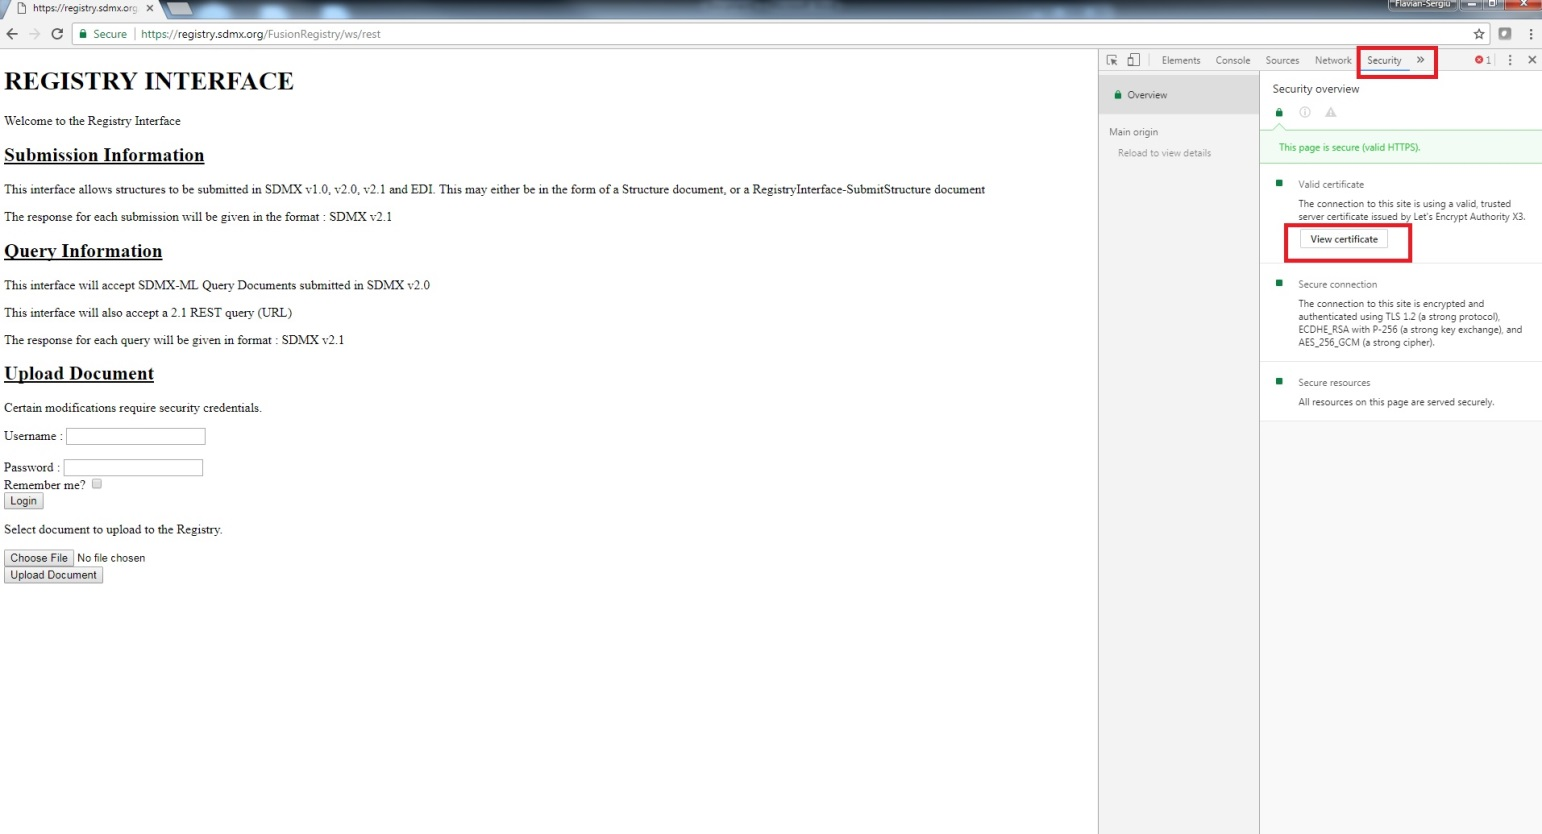 https://registry.sdmx.org
Flavian-Sergiu
Secure
https://registry.sdmx.org/FusionRegistry/ws/rest
REGISTRY INTERFACE
Welcome to the Registry Interface
Submission Information
This interface allows structures to be submitted in SDMX v1.0, v2.0, v2.1 and EDI. This may either be in the form of a Structure document, or a RegistryInterface-SubmitStructure document
The response for each submission will be given in the format : SDMX v2.1
Query Information
This interface will accept SDMX-ML Query Documents submitted in SDMX v2.0
This interface will also accept a 2.1 REST query (URL)
The response for each query will be given in format : SDMX v2.1
Upload Document
Certain modifications require security credentials.
Username :
Password :
Remember me?
Login
Select document to upload to the Registry.
Choose File No file chosen
Upload Document
Elements Console Sources Network Security » 1
Overview
Main origin
Reload to view details
Security overview
This page is secure (valid HTTPS).
Valid certificate
The connection to this site is using a valid, trusted
server certificate issued by Let's Encrypt Authority X3.
View certificate
Secure connection
The connection to this site is encrypted and
authenticated using TLS 1.2 (a strong protocol),
ECDHE_RSA with P-256 (a strong key exchange), and
AES_256_GCM (a strong cipher).
Secure resources
All resources on this page are served securely.